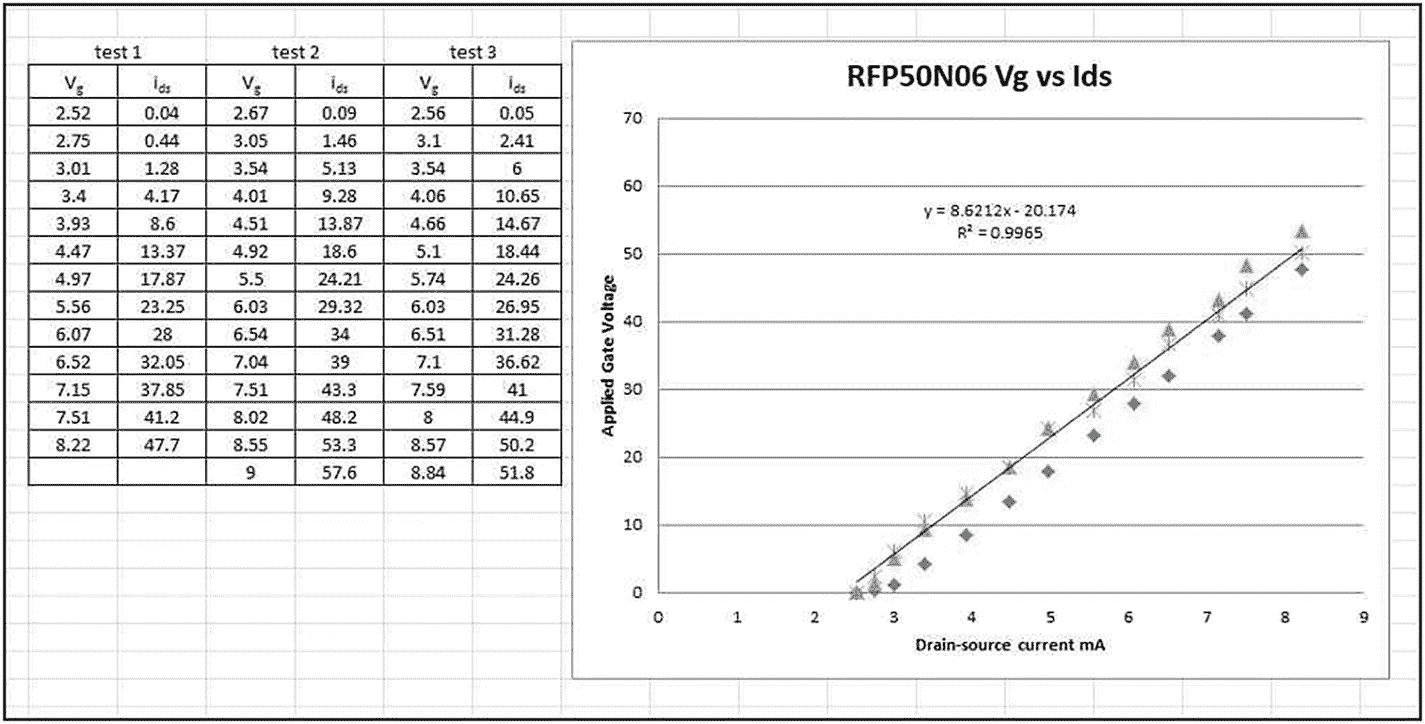 test 1 test 2 test 3
Vg ids Vg ids Vg ids
2.52 0.04 2.67 0.09 2.56 0.05
2.75 0.44 3.05 1.46 3.1 2.41
3.01 1.28 3.54 5.13 3.54 6
3.4 4.17 4.01 9.28 4.06 10.65
3.93 8.6 4.51 13.87 4.66 14.67
4.47 13.37 4.92 18.6 5.1 18.44
4.97 17.87 5.5 24.21 5.74 24.26
5.56 23.25 6.03 29.32 6.03 26.95
6.07 28 6.54 34 6.51 31.28
6.52 32.05 7.04 39 7.1 36.62
7.15 37.85 7.51 43.3 7.59 41
7.51 41.2 8.02 48.2 8 44.9
8.22 47.7 8.55 53.3 8.57 50.2
9 57.6 8.84 51.8
RFP50N06 Vg vs Ids
70
60
50
40
30
20
10
0
y = 8.6212x - 20.174
R² = 0.9965
Applied Gate Voltage
0 1 2 3 4 5 6 7 8 9
Drain-source current mA